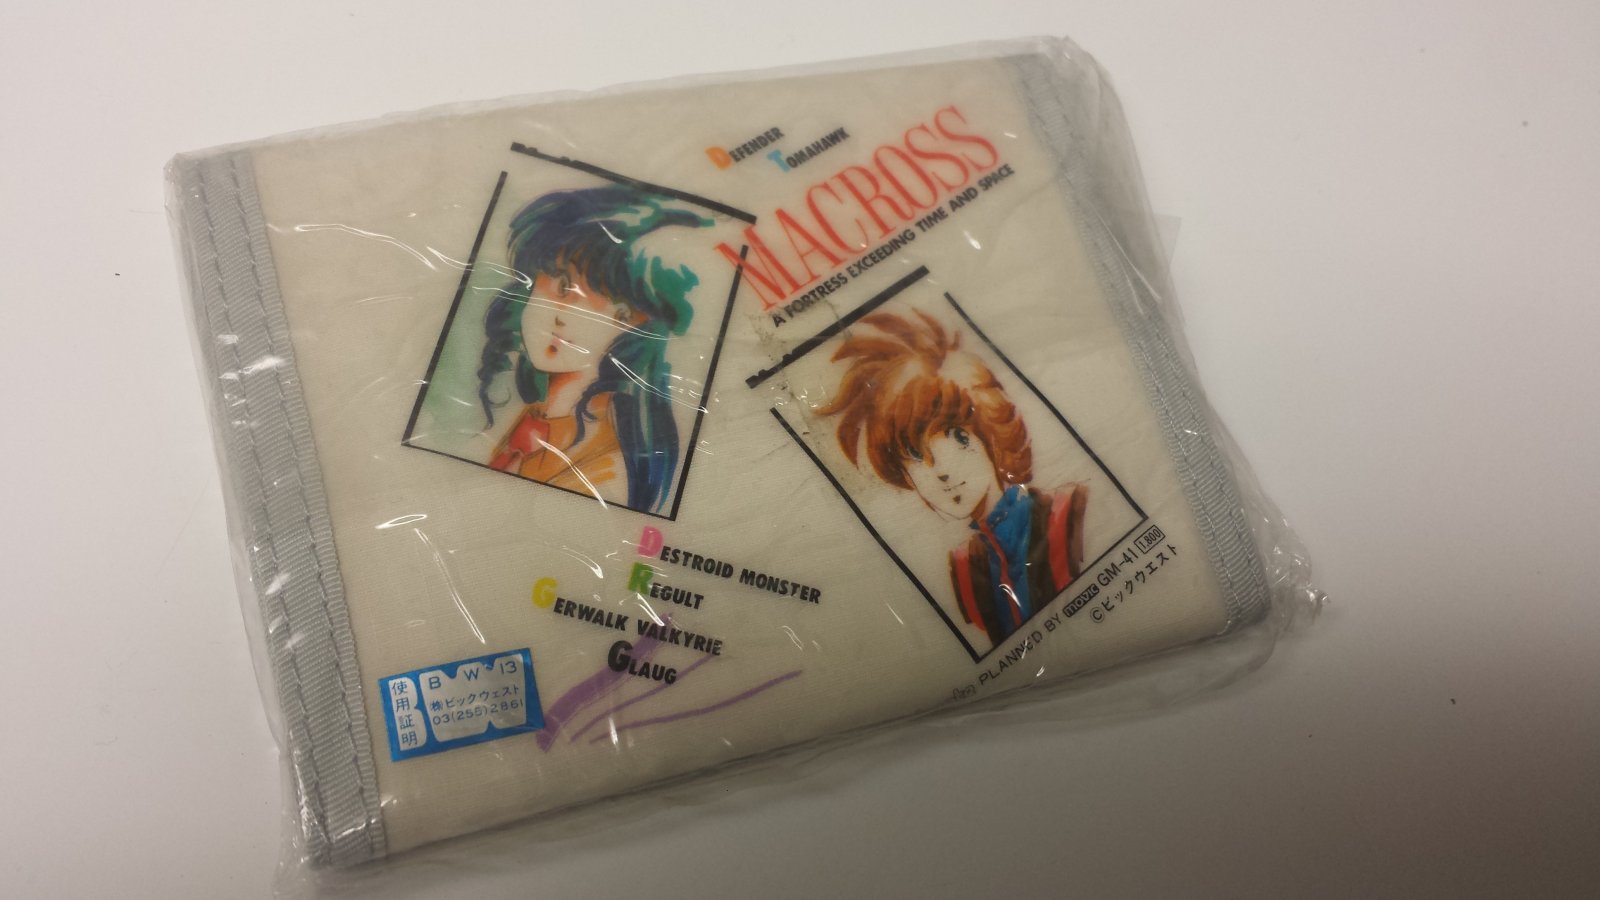 DEFENDER
TOMAHAWK
MACROSS
A FORTRESS EXCEEDING TIME AND SPACE
DESTROID MONSTER
REGULT
GERWALK VALKYRIE
GLAUG
PLANNED BY movic GM-41 1,800
©ビックウエスト
使用証明
BW-13
㈱ビックウェスト
03(255)2861